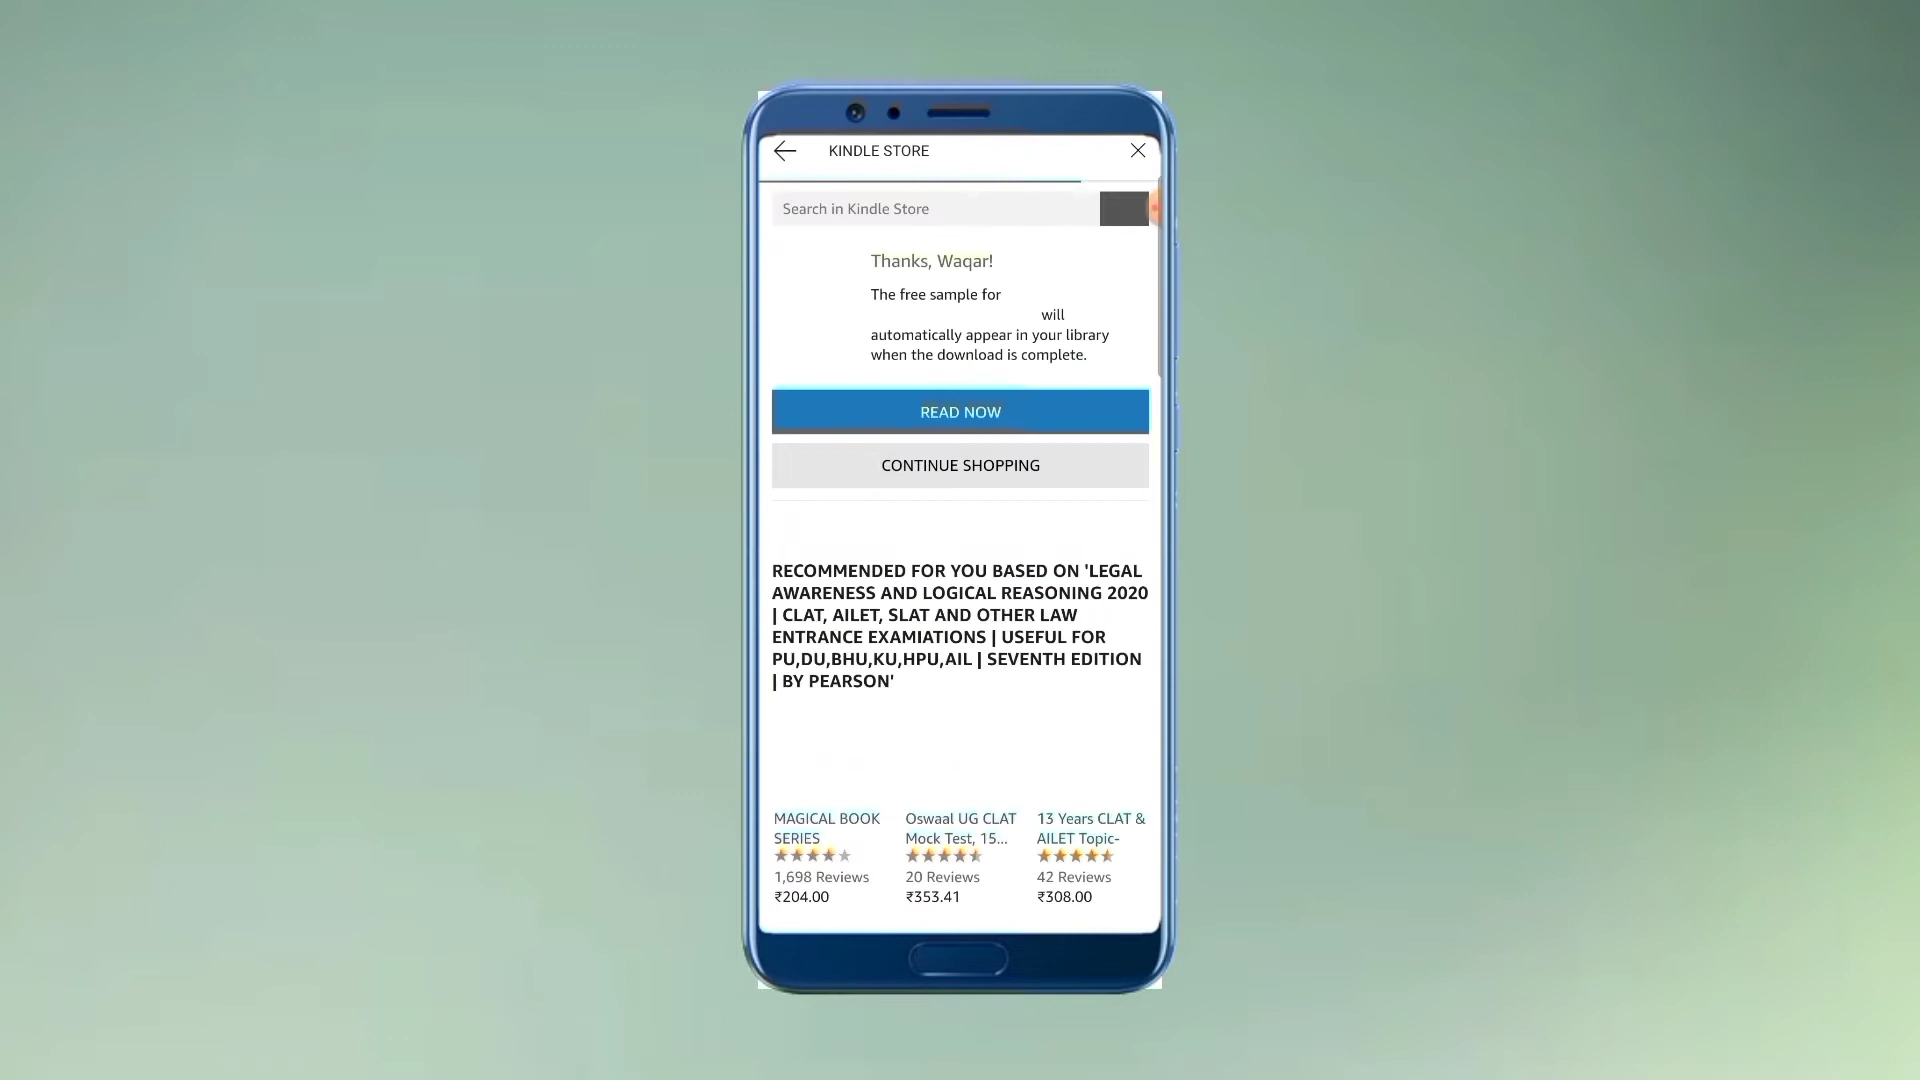 KINDLE STORE
Search in Kindle Store
Thanks, Waqar!
The free sample for
will
automatically appear in your library
when the download is complete.
READ NOW
CONTINUE SHOPPING
RECOMMENDED FOR YOU BASED ON 'LEGAL
AWARENESS AND LOGICAL REASONING 2020
| CLAT, AILET, SLAT AND OTHER LAW
ENTRANCE EXAMIATIONS | USEFUL FOR
PU,DU,BHU,KU,HPU,AIL | SEVENTH EDITION
| BY PEARSON'
MAGICAL BOOK
SERIES
1,698 Reviews
₹204.00
Oswaal UG CLAT
Mock Test, 15...
20 Reviews
₹353.41
13 Years CLAT &
AILET Topic-
42 Reviews
₹308.00